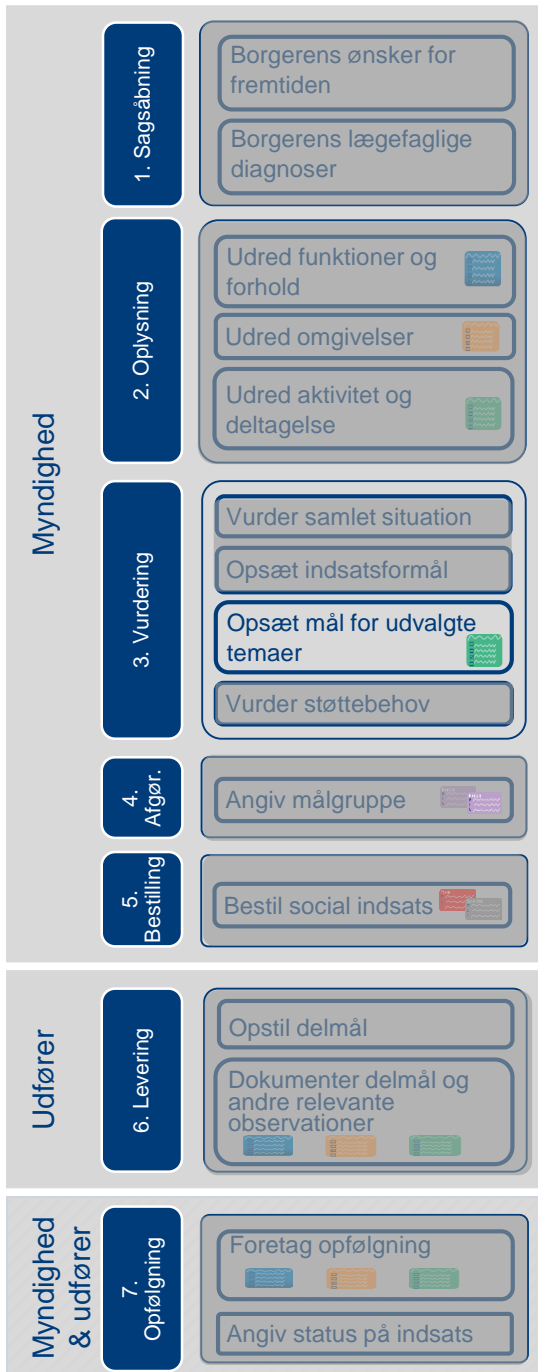 Myndighed
1. Sagsåbning
Borgerens ønsker for
fremtiden
Borgerens lægefaglige
diagnoser
2. Oplysning
Udred funktioner og
forhold
Udred omgivelser
Udred aktivitet og
deltagelse
3. Vurdering
Vurder samlet situation
Opsæt indsatsformål
Opsæt mål for udvalgte
temaer
Vurder støttebehov
4.
Afgør.
Angiv målgruppe
5.
Bestilling
Bestil social indsats
Udfører
6. Levering
Opstil delmål
Dokumenter delmål og
andre relevante
observationer
Myndighed
& udfører
7.
Opfølgning
Foretag opfølgning
Angiv status på indsats